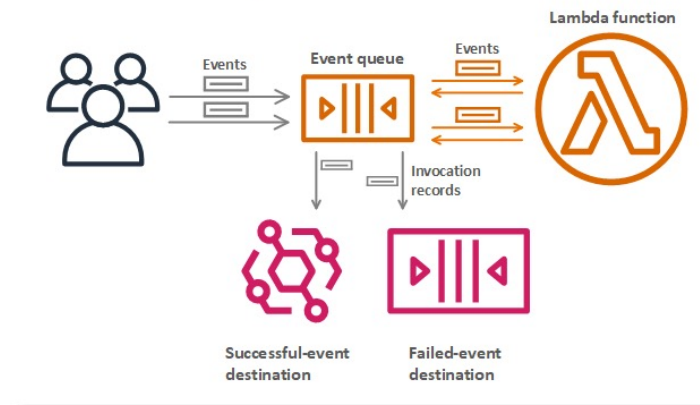 Lambda function
Events
Event queue
Events
Invocation
records
Successful-event
destination
Failed-event
destination